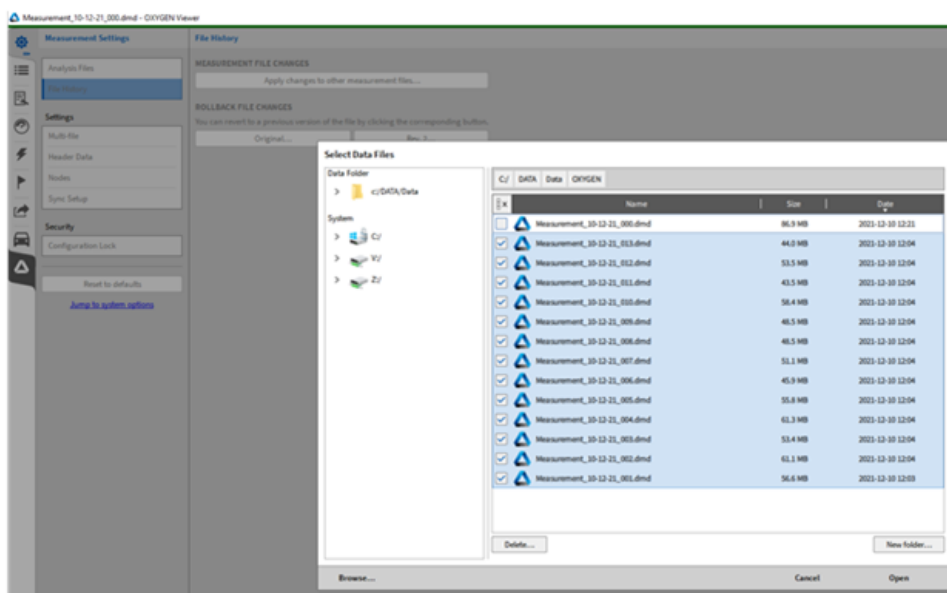 Measurement_10-12-21_000.dmd - OXYGEN Viewer
Measurement Settings
Analysis Files
File History
Settings
Multi-file
Header Data
Nodes
Sync Setup
Security
Configuration Lock
Reset to defaults
Jump to system options
File History
MEASUREMENT FILE CHANGES
Apply changes to other measurement files...
ROLLBACK FILE CHANGES
You can revert to a previous version of the file by clicking the corresponding button.
Original... Rev. 1...
Select Data Files
Data Folder
c:/DATA/Data
System
C:/
V:/
Z:/
C:/ DATA Data OXYGEN
Name Size Date
Measurement_10-12-21_000.dmd 86.9 MB 2021-12-10 12:21
Measurement_10-12-21_013.dmd 44.0 MB 2021-12-10 12:04
Measurement_10-12-21_012.dmd 53.5 MB 2021-12-10 12:04
Measurement_10-12-21_011.dmd 43.5 MB 2021-12-10 12:04
Measurement_10-12-21_010.dmd 58.4 MB 2021-12-10 12:04
Measurement_10-12-21_009.dmd 48.5 MB 2021-12-10 12:04
Measurement_10-12-21_008.dmd 48.5 MB 2021-12-10 12:04
Measurement_10-12-21_007.dmd 51.1 MB 2021-12-10 12:04
Measurement_10-12-21_006.dmd 45.9 MB 2021-12-10 12:04
Measurement_10-12-21_005.dmd 55.8 MB 2021-12-10 12:04
Measurement_10-12-21_004.dmd 61.3 MB 2021-12-10 12:04
Measurement_10-12-21_003.dmd 53.4 MB 2021-12-10 12:04
Measurement_10-12-21_002.dmd 61.1 MB 2021-12-10 12:04
Measurement_10-12-21_001.dmd 56.6 MB 2021-12-10 12:03
Delete... New folder...
Browse... Cancel Open